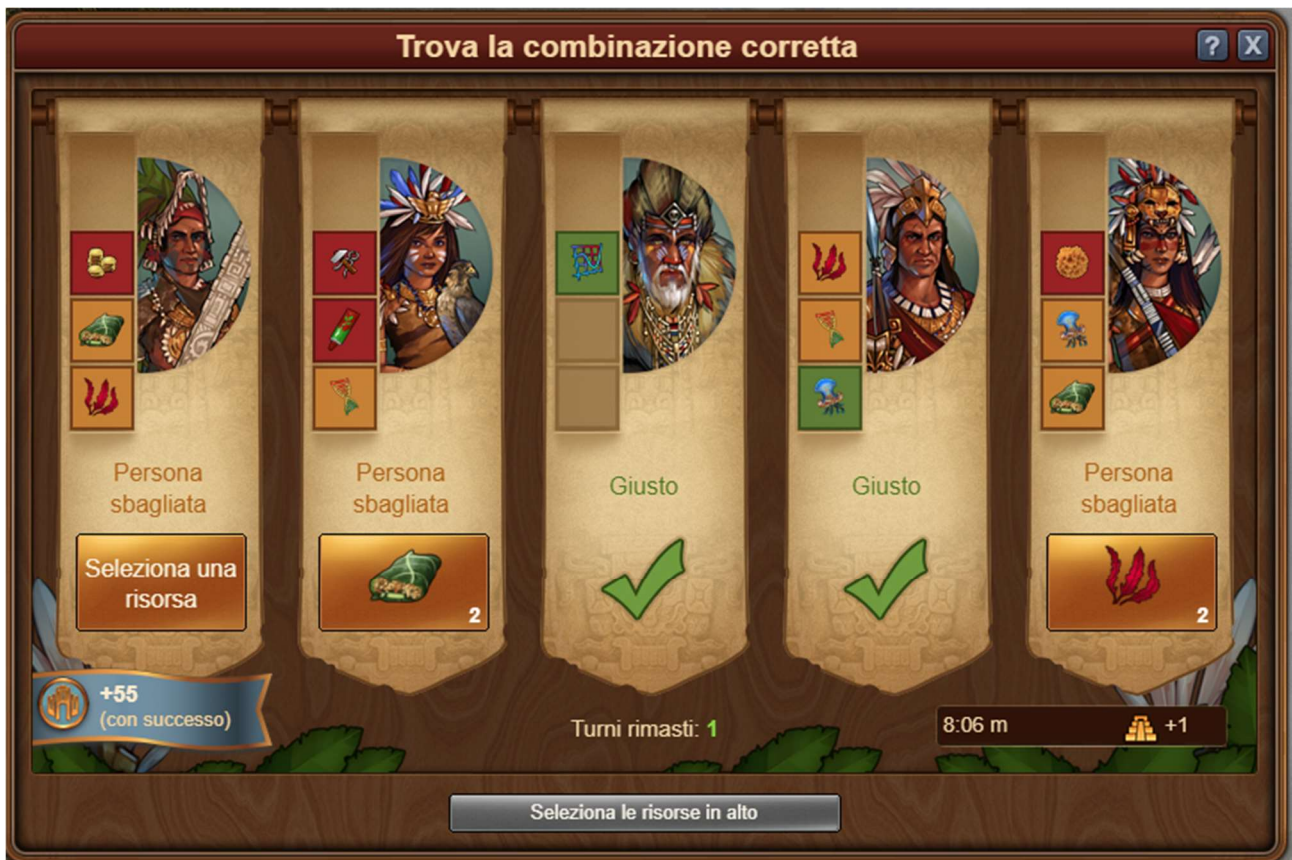 Trova la combinazione corretta
? X
Persona
sbagliata
Persona
sbagliata
Giusto
Giusto
Persona
sbagliata
Seleziona una
risorsa
2
2
+55
(con successo)
Turni rimasti: 1
8:06 m
+1
Seleziona le risorse in alto